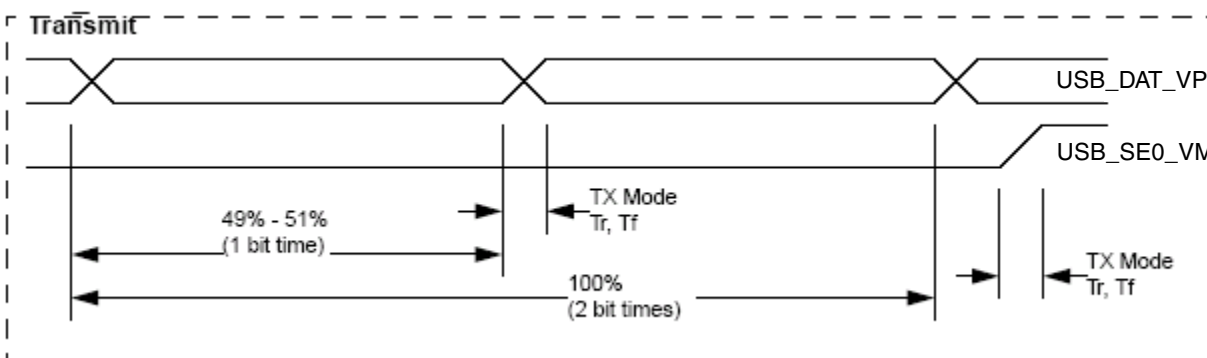 Transmit
USB_DAT_VP
USB_SE0_VM
TX Mode
Tr, Tf
49% - 51%
(1 bit time)
TX Mode
Tr, Tf
100%
(2 bit times)